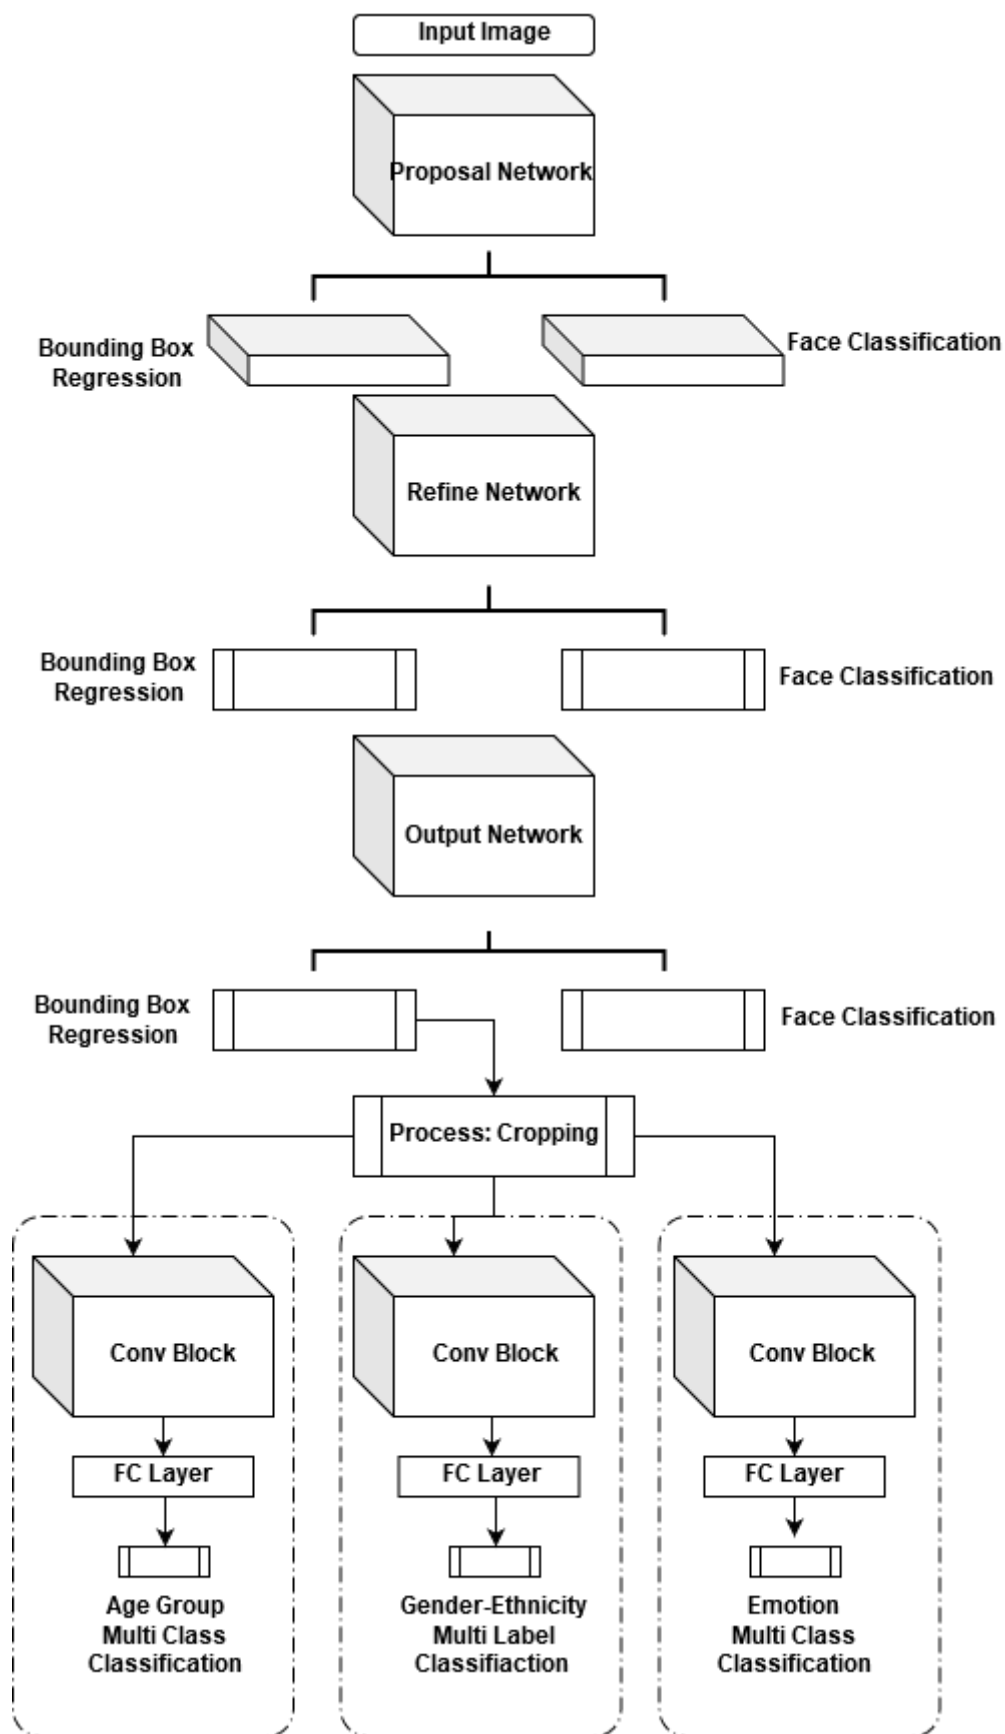 Input Image
Proposal Network
Bounding Box
Regression
Face Classification
Refine Network
Bounding Box
Regression
Face Classification
Output Network
Bounding Box
Regression
Face Classification
Process: Cropping
Conv Block
Conv Block
Conv Block
FC Layer
FC Layer
FC Layer
Age Group
Multi Class
Classification
Gender-Ethnicity
Multi Label
Classifiaction
Emotion
Multi Class
Classification